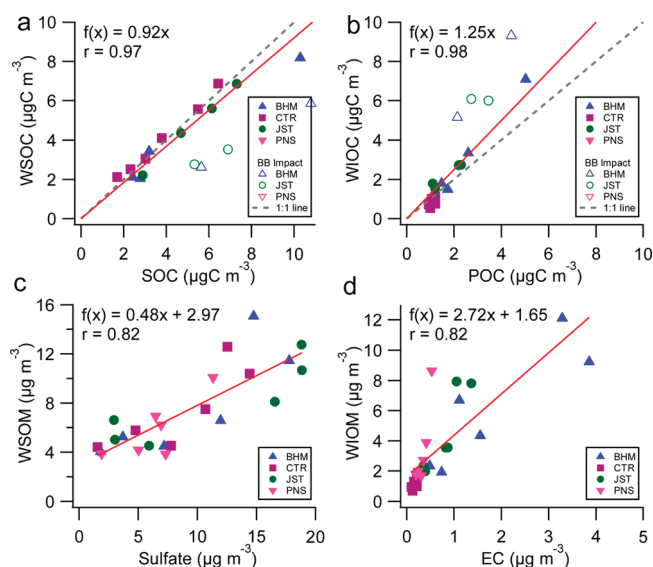 a
f(x) = 0.92x
r = 0.97
WSOC (µgC m⁻³)
10
8
6
4
2
0
0 2 4 6 8 10
SOC (µgC m⁻³)
BHM
CTR
JST
PNS
BB Impact
BHM
JST
PNS
1:1 line
b
f(x) = 1.25x
r = 0.98
WIOC (µgC m⁻³)
10
8
6
4
2
0
0 2 4 6 8 10
POC (µgC m⁻³)
BHM
CTR
JST
PNS
BB Impact
BHM
JST
PNS
1:1 line
c
f(x) = 0.48x + 2.97
r = 0.82
WSOM (µg m⁻³)
16
12
8
4
0
0 5 10 15 20
Sulfate (µg m⁻³)
BHM
CTR
JST
PNS
d
f(x) = 2.72x + 1.65
r = 0.82
WIOM (µg m⁻³)
12
10
8
6
4
2
0
0 1 2 3 4 5
EC (µg m⁻³)
BHM
CTR
JST
PNS